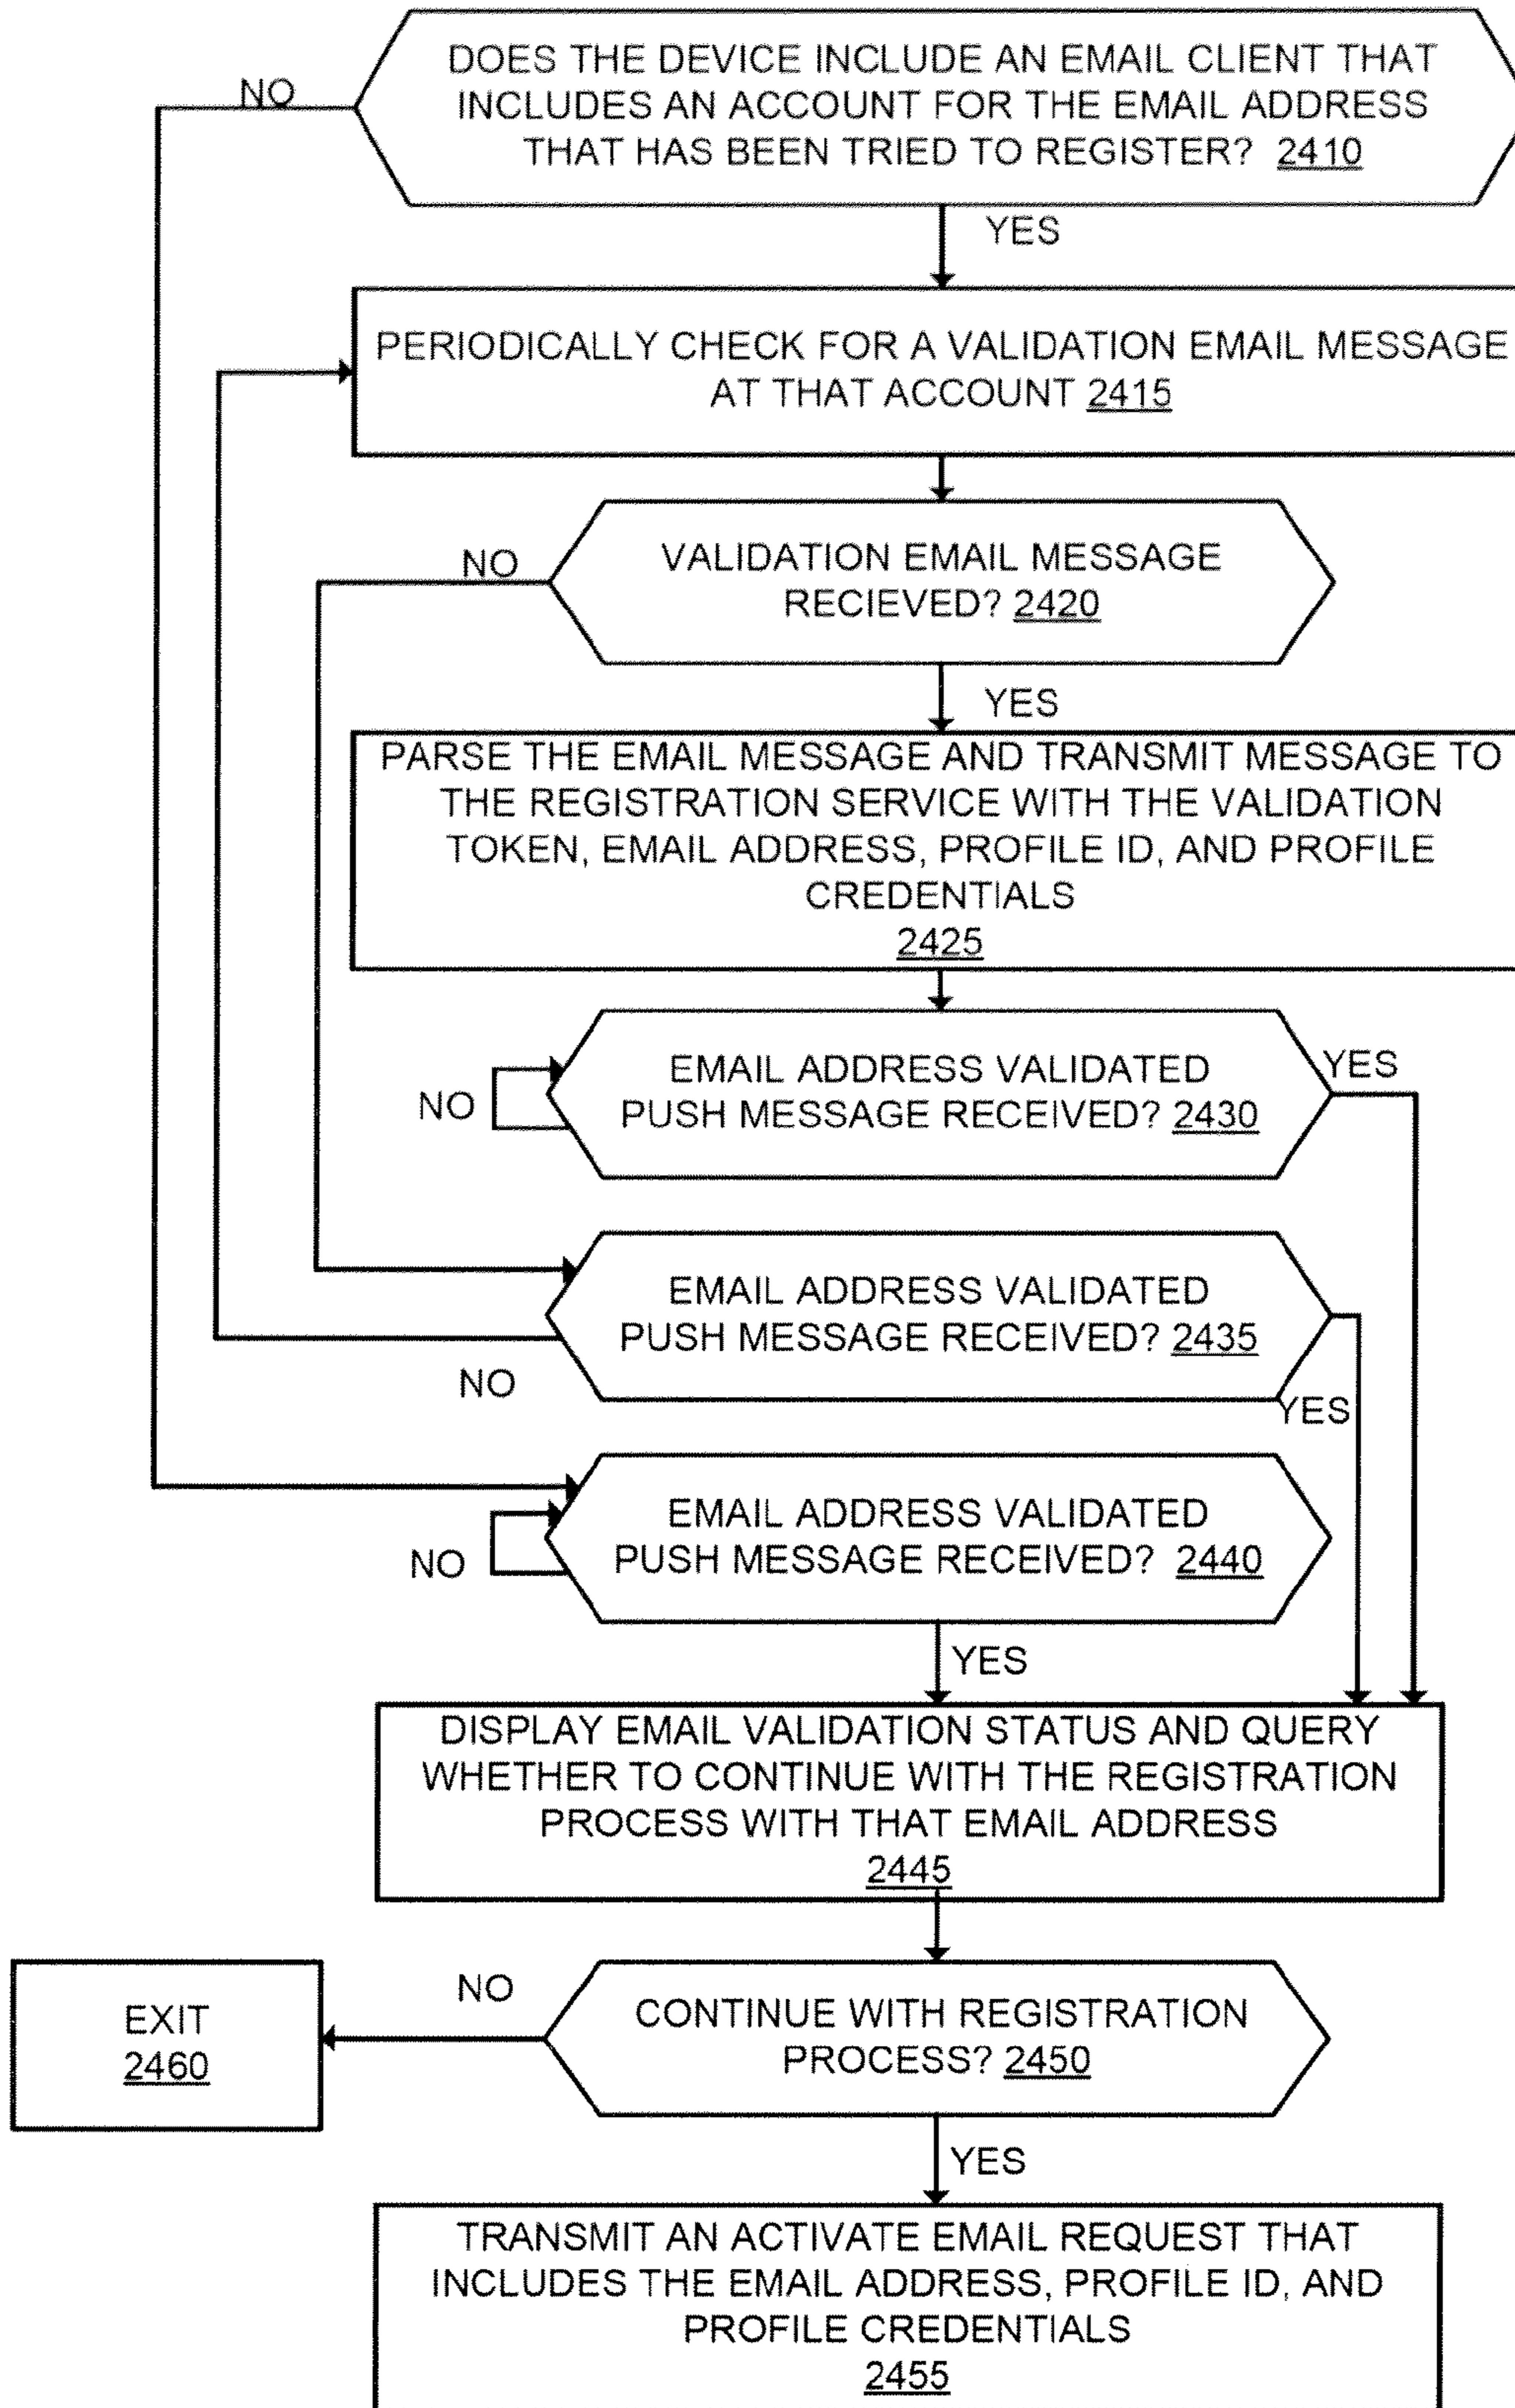 DOES THE DEVICE INCLUDE AN EMAIL CLIENT THAT
INCLUDES AN ACCOUNT FOR THE EMAIL ADDRESS
THAT HAS BEEN TRIED TO REGISTER? 2410
NO
YES
PERIODICALLY CHECK FOR A VALIDATION EMAIL MESSAGE
AT THAT ACCOUNT 2415
VALIDATION EMAIL MESSAGE
RECIEVED? 2420
NO
YES
PARSE THE EMAIL MESSAGE AND TRANSMIT MESSAGE TO
THE REGISTRATION SERVICE WITH THE VALIDATION
TOKEN, EMAIL ADDRESS, PROFILE ID, AND PROFILE
CREDENTIALS
2425
EMAIL ADDRESS VALIDATED
PUSH MESSAGE RECEIVED? 2430
YES
NO
EMAIL ADDRESS VALIDATED
PUSH MESSAGE RECEIVED? 2435
NO
YES
EMAIL ADDRESS VALIDATED
PUSH MESSAGE RECEIVED? 2440
NO
YES
DISPLAY EMAIL VALIDATION STATUS AND QUERY
WHETHER TO CONTINUE WITH THE REGISTRATION
PROCESS WITH THAT EMAIL ADDRESS
2445
NO
CONTINUE WITH REGISTRATION
PROCESS? 2450
EXIT
2460
YES
TRANSMIT AN ACTIVATE EMAIL REQUEST THAT
INCLUDES THE EMAIL ADDRESS, PROFILE ID, AND
PROFILE CREDENTIALS
2455